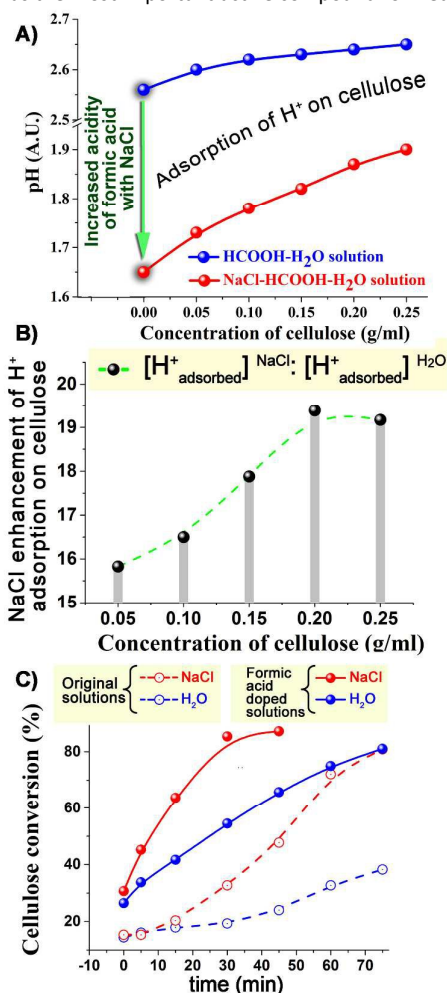 A)
2.7
2.6
2.5
1.9
1.8
1.7
1.6
pH (A.U.)
Increased acidity
of formic acid
with NaCl
Adsorption of H+ on cellulose
HCOOH-H2O solution
NaCl-HCOOH-H2O solution
0.00 0.05 0.10 0.15 0.20 0.25
Concentration of cellulose (g/ml)
B)
[H+ adsorbed] NaCl : [H+ adsorbed] H2O
NaCl enhancement of H+
adsorption on cellulose
20
19
18
17
16
15
0.05 0.10 0.15 0.20 0.25
Concentration of cellulose (g/ml)
C)
Original
solutions
NaCl
H2O
Formic
acid
doped
solutions
NaCl
H2O
Cellulose conversion (%)
80
60
40
20
-10 0 10 20 30 40 50 60 70
time (min)